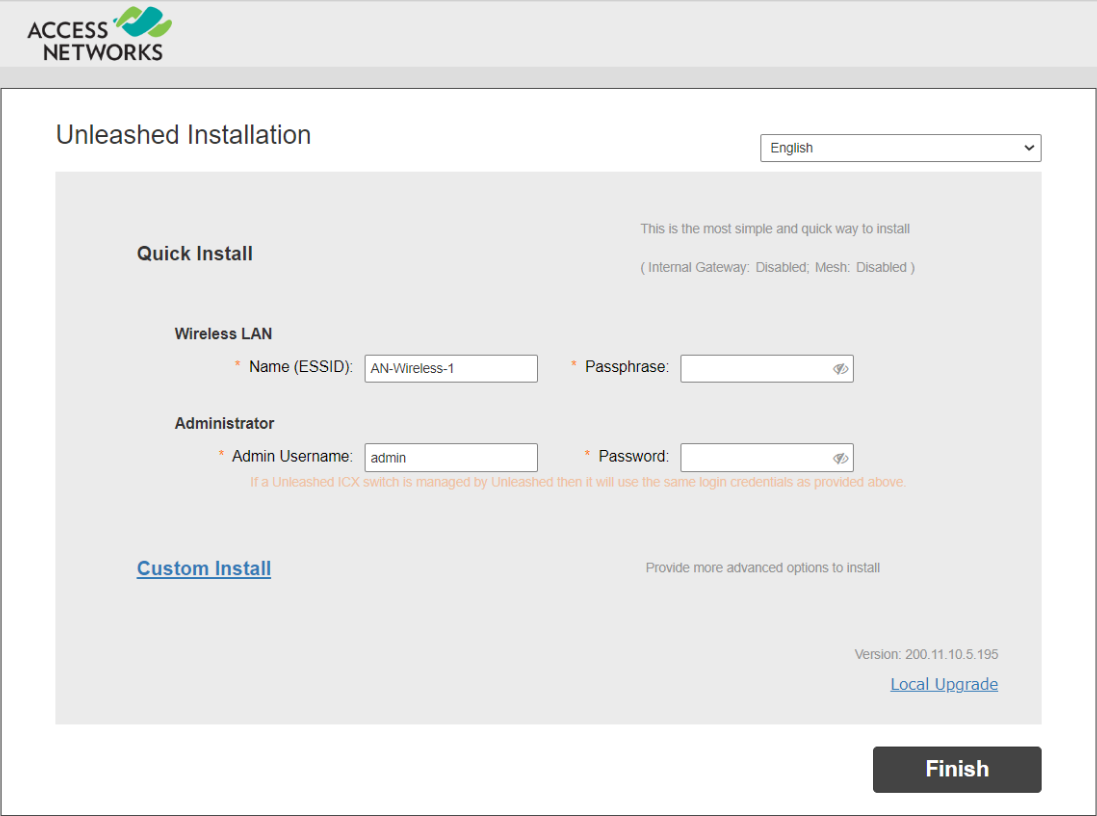 ACCESS
NETWORKS
Unleashed Installation
English
This is the most simple and quick way to install
Quick Install
( Internal Gateway: Disabled; Mesh: Disabled )
Wireless LAN
* Name (ESSID): AN-Wireless-1 * Passphrase:
Administrator
* Admin Username: admin * Password:
If a Unleashed ICX switch is managed by Unleashed then it will use the same login credentials as provided above.
Custom Install Provide more advanced options to install
Version: 200.11.10.5.195
Local Upgrade
Finish